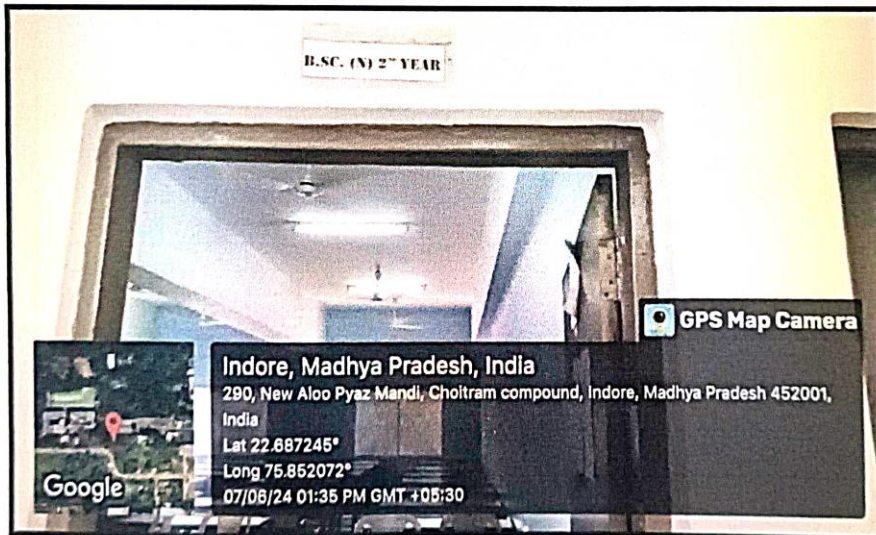 B.SC. (N) 2ND YEAR
GPS Map Camera
Indore, Madhya Pradesh, India
290, New Aloo Pyaz Mandi, Choitram compound, Indore, Madhya Pradesh 452001,
India
Lat 22.687245°
Long 75.852072°
07/06/24 01:35 PM GMT +05:30
Google